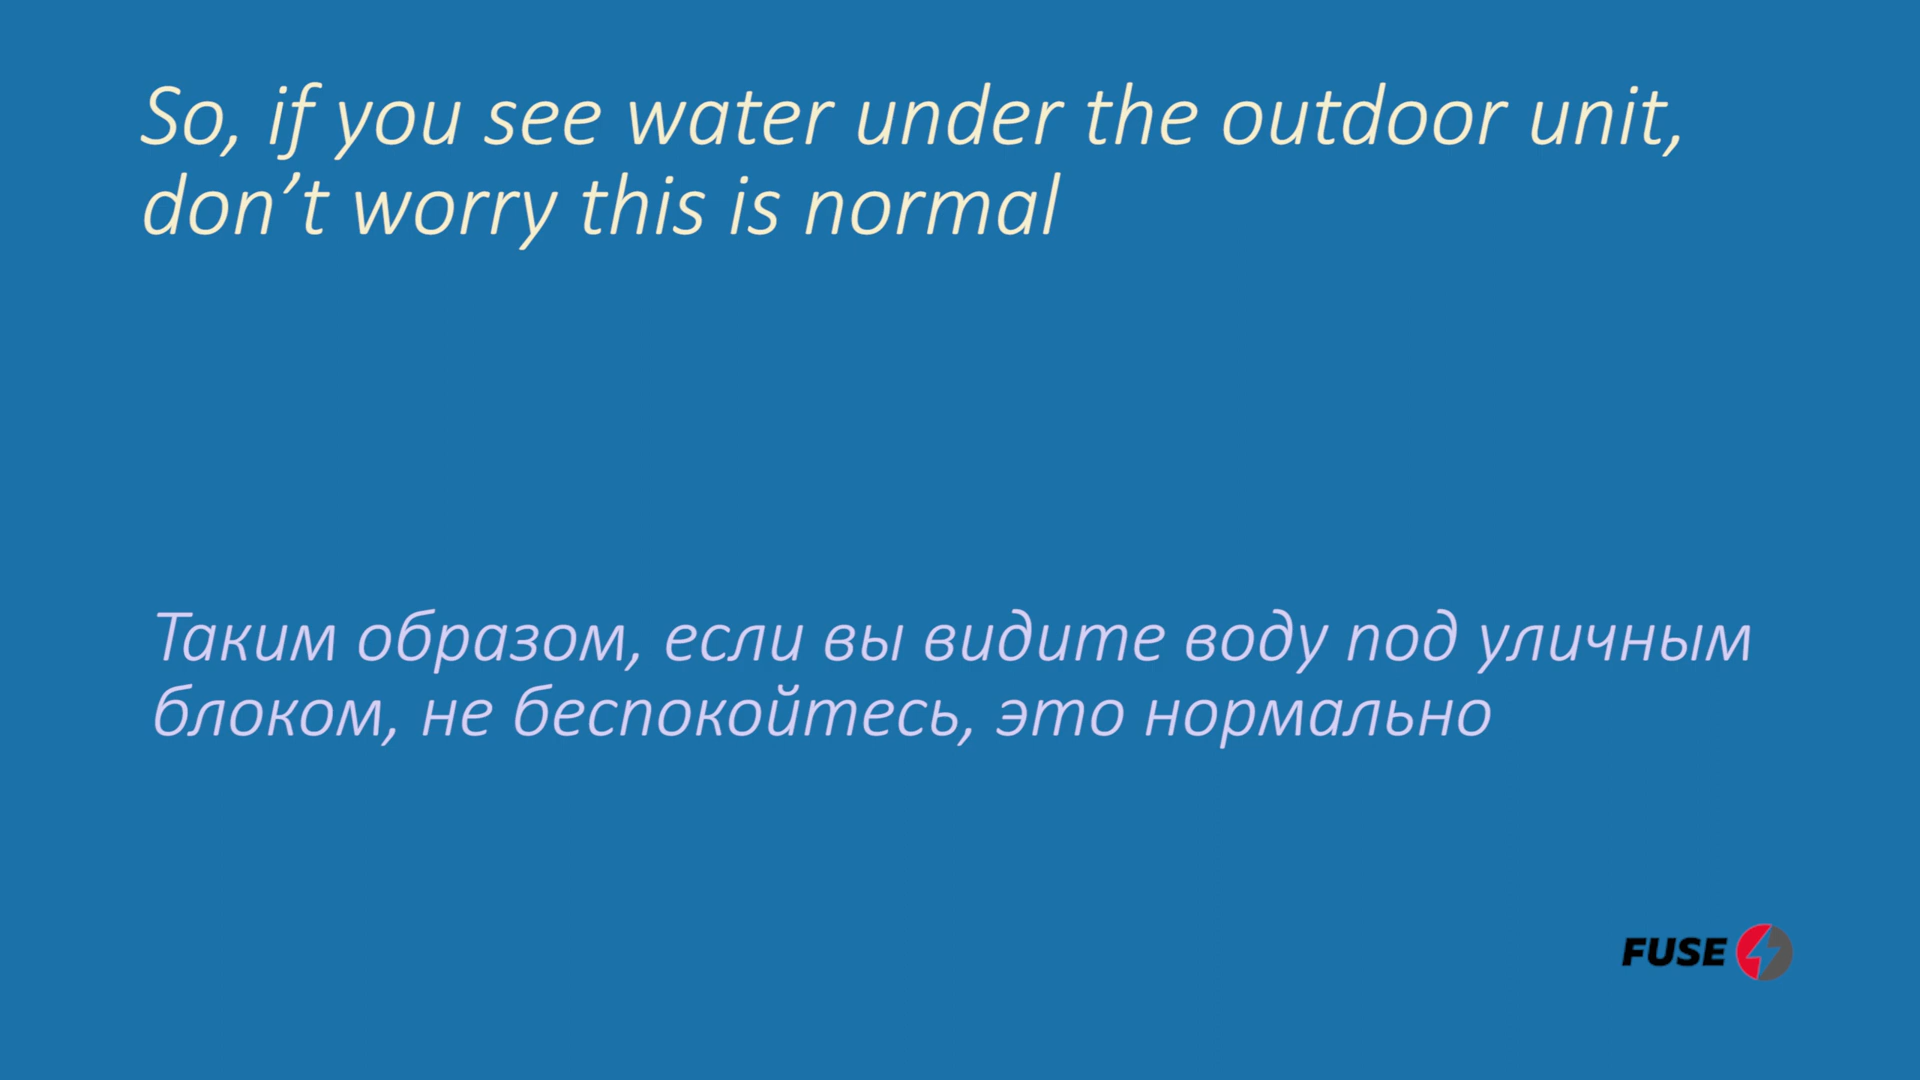 So, if you see water under the outdoor unit,
don’t worry this is normal
Таким образом, если вы видите воду под уличным
блоком, не беспокойтесь, это нормально
FUSE